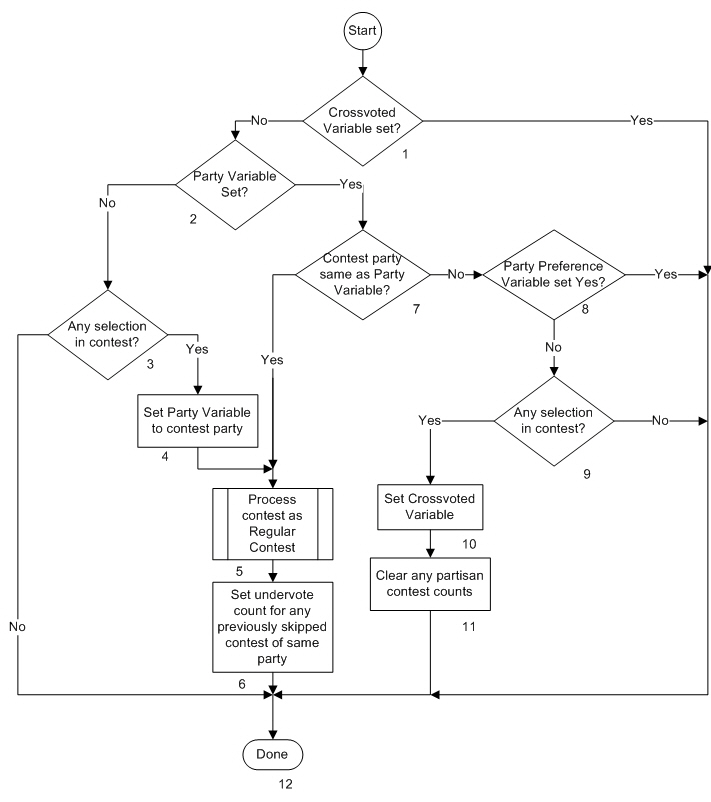 Start
Crossvoted
Variable set?
No
Yes
1
Party Variable
Set?
No
Yes
2
Contest party
same as Party
Variable?
No
Party Preference
Variable set Yes?
Yes
7
8
Any selection
in contest?
Yes
3
Yes
No
Set Party Variable
to contest party
4
Any selection
in contest?
Yes
No
9
Process
contest as
Regular
Contest
5
Set Crossvoted
Variable
10
Clear any partisan
contest counts
11
Set undervote
count for any
previously skipped
contest of same
party
No
6
Done
12